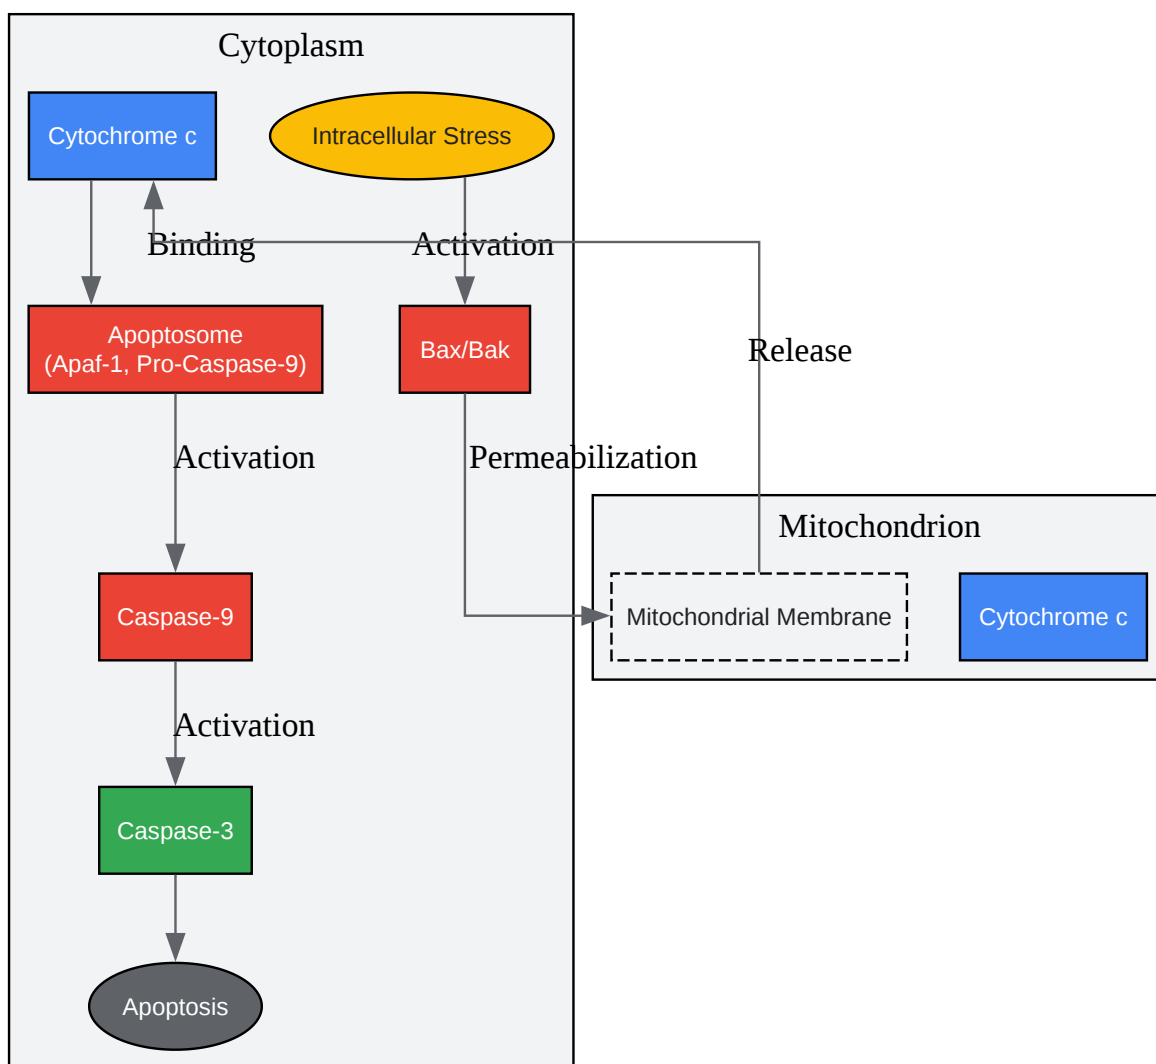 Cytoplasm
Cytochrome c
Intracellular Stress
Binding
Activation
Apoptosome
(Apaf-1, Pro-Caspase-9)
Bax/Bak
Release
Activation
Permeabilization
Mitochondrion
Caspase-9
Mitochondrial Membrane
Cytochrome c
Activation
Caspase-3
Apoptosis